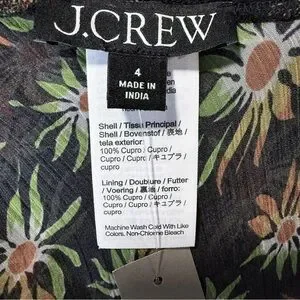 J.CREW
4
MADE IN
INDIA
Shell / Tissu Principal /
Shell / Bovenstof / 表地 /
tela exterior:
100% Cupro / Cupro /
Cupro / Cupro / キュプラ /
cupro
Lining / Doublure / Futter
/ Voering / 裏地 / forro:
100% Cupro / Cupro /
Cupro / Cupro / キュプラ /
cupro
Machine Wash Cold With Like
Colors. Non-Chlorine Bleach